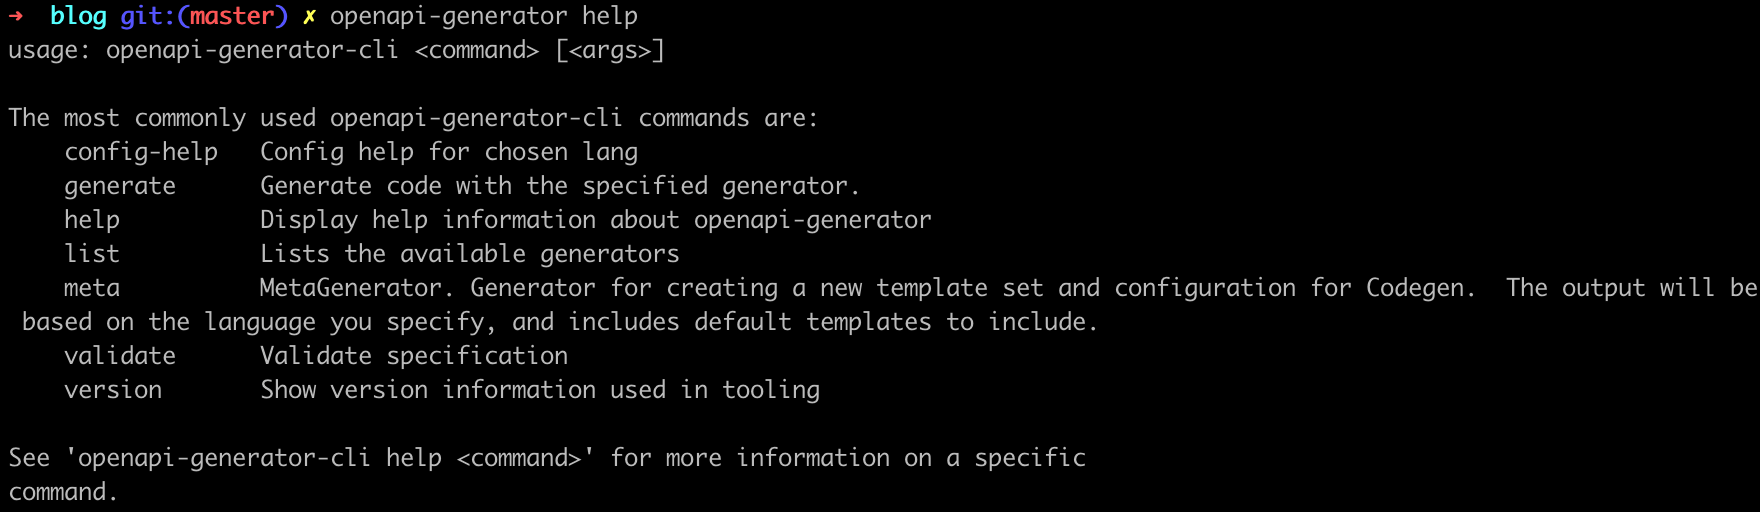 ➜  blog git:(master) ✗ openapi-generator help
usage: openapi-generator-cli <command> [<args>]

The most commonly used openapi-generator-cli commands are:
    config-help   Config help for chosen lang
    generate      Generate code with the specified generator.
    help          Display help information about openapi-generator
    list          Lists the available generators
    meta          MetaGenerator. Generator for creating a new template set and configuration for Codegen.  The output will be
 based on the language you specify, and includes default templates to include.
    validate      Validate specification
    version       Show version information used in tooling

See 'openapi-generator-cli help <command>' for more information on a specific
command.